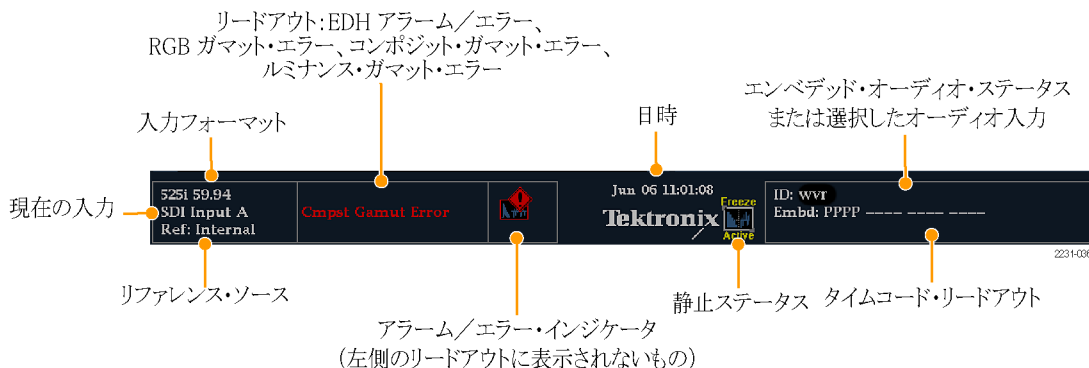 リードアウト：EDH アラーム／エラー、
RGB ガマット・エラー、コンポジット・ガマット・エラー、
ルミナンス・ガマット・エラー
エンベデッド・オーディオ・ステータス
または選択したオーディオ入力
入力フォーマット
日時
現在の入力
525i 59.94
SDI Input A
Ref: Internal
Cmpst Gamut Error
Jun 06 11:01:08
Tektronix
Freeze
Active
ID: wvr
Embd: PPPP ---- ---- ----
2231-036
リファレンス・ソース
静止ステータス
タイムコード・リードアウト
アラーム／エラー・インジケータ
（左側のリードアウトに表示されないもの）